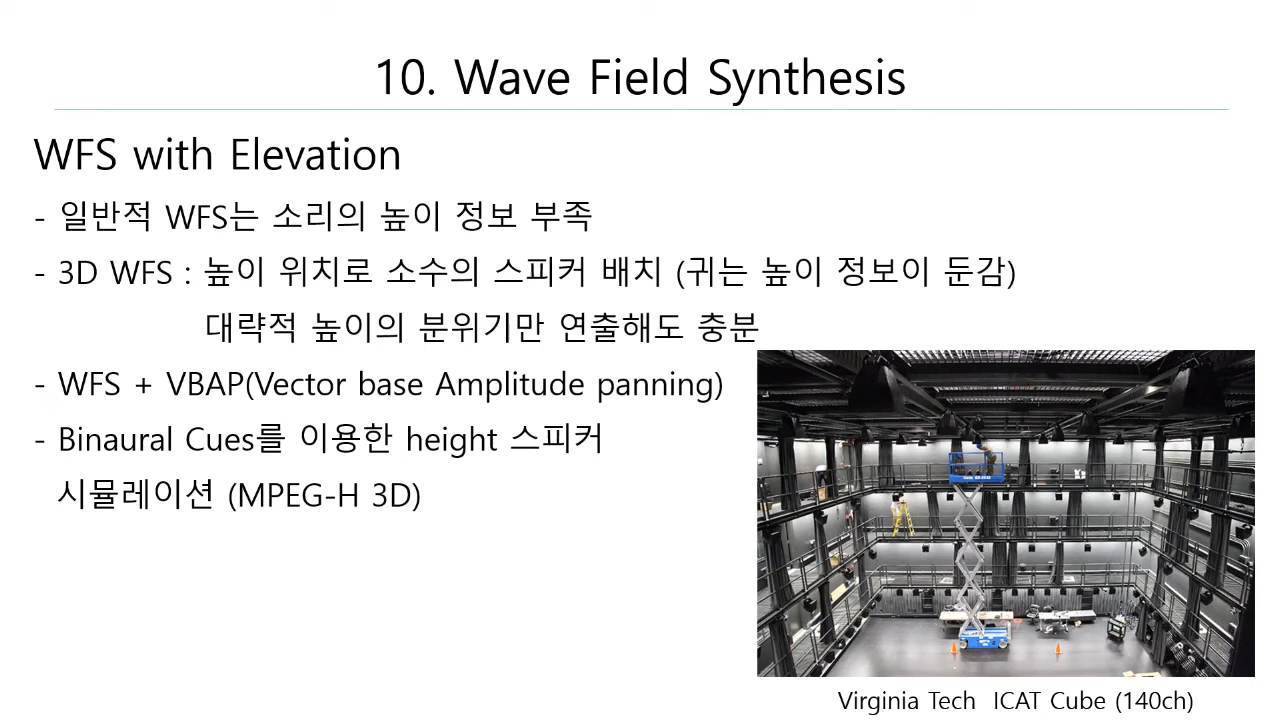 10. Wave Field Synthesis
WFS with Elevation
- 일반적 WFS는 소리의 높이 정보 부족
- 3D WFS : 높이 위치로 소수의 스피커 배치 (귀는 높이 정보이 둔감)
대략적 높이의 분위기만 연출해도 충분
- WFS + VBAP(Vector base Amplitude panning)
- Binaural Cues를 이용한 height 스피커
시뮬레이션 (MPEG-H 3D)
Virginia Tech ICAT Cube (140ch)